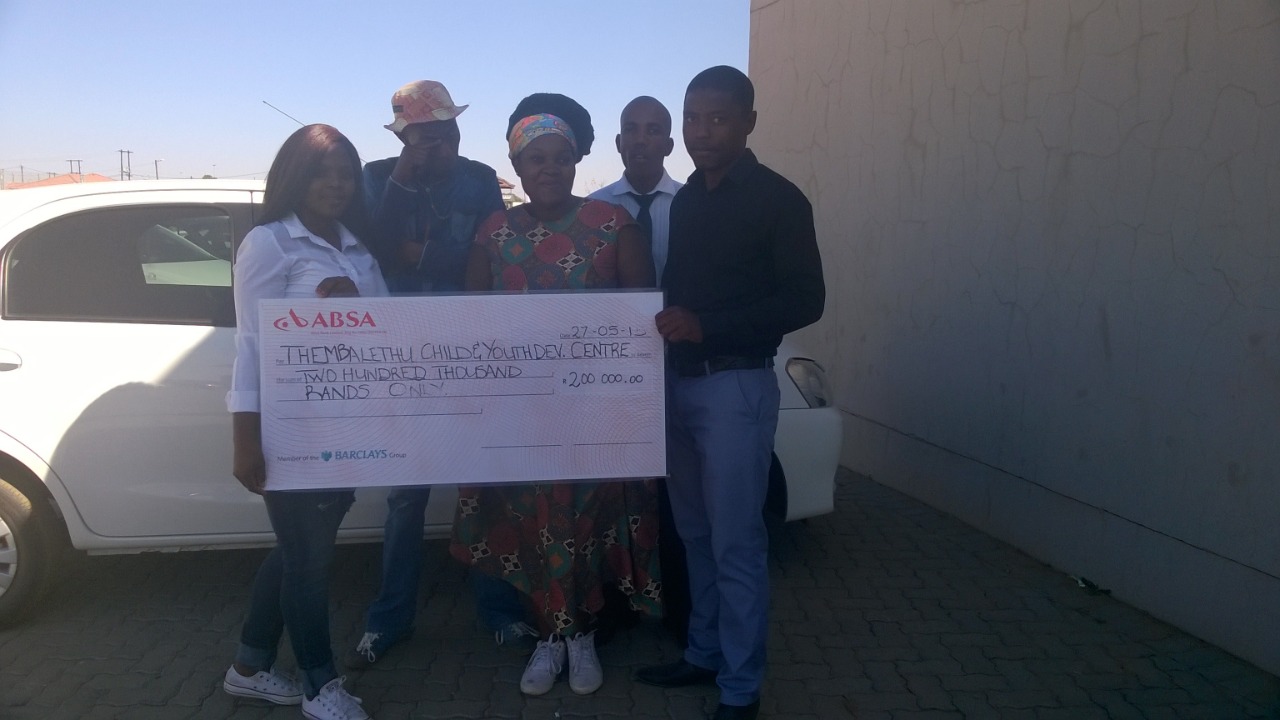 ABSA
Date 27-05-1
THEMBALETHU CHILD & YOUTH DEV. CENTRE
TWO HUNDRED THOUSAND
RANDS ONLY
R 200 000.00
Member of the BARCLAYS Group